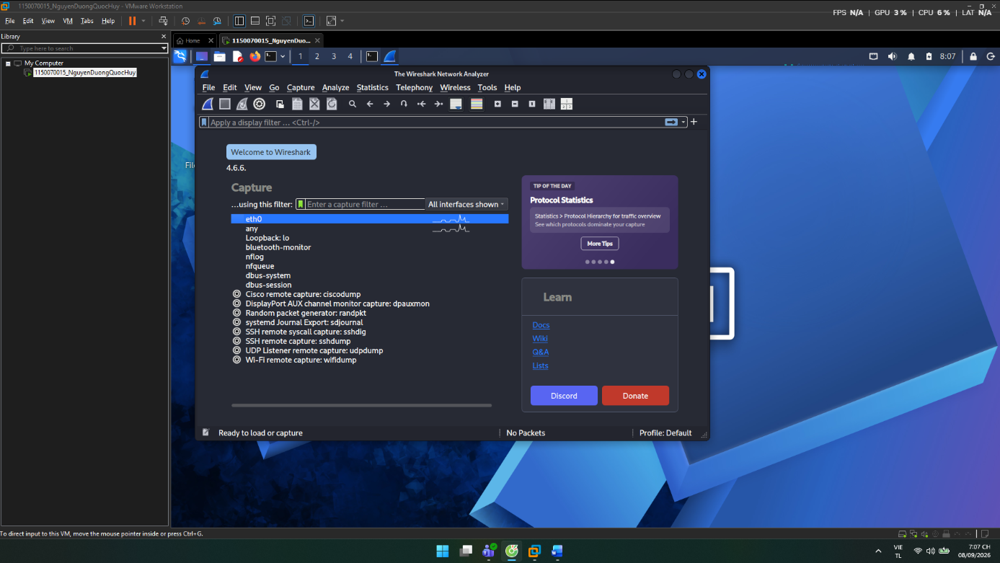 1150070015_NguyenDuongQuocHuy - VMware Workstation
FPS N/A | GPU 3 % | CPU 6 % | LAT N/A
File Edit View VM Tabs Help
Library
Type here to search
My Computer
1150070015_NguyenDuongQuocHuy
Home
1150070015_NguyenDuo...
1 2 3 4
8:07
The Wireshark Network Analyzer
File Edit View Go Capture Analyze Statistics Telephony Wireless Tools Help
Apply a display filter … <Ctrl-/>
Welcome to Wireshark
4.6.6.
Capture
…using this filter: Enter a capture filter … All interfaces shown
eth0
any
Loopback: lo
bluetooth-monitor
nflog
nfqueue
dbus-system
dbus-session
Cisco remote capture: ciscodump
DisplayPort AUX channel monitor capture: dpauxmon
Random packet generator: randpkt
systemd Journal Export: sdjournal
SSH remote syscall capture: sshdig
SSH remote capture: sshdump
UDP Listener remote capture: udpdump
Wi-Fi remote capture: wifidump
TIP OF THE DAY
Protocol Statistics
Statistics > Protocol Hierarchy for traffic overview
See which protocols dominate your capture
More Tips
Learn
Docs
Wiki
Q&A
Lists
Discord
Donate
Ready to load or capture
No Packets
Profile: Default
To direct input to this VM, move the mouse pointer inside or press Ctrl+G.
VIE
TL
7:07 CH
08/09/2026